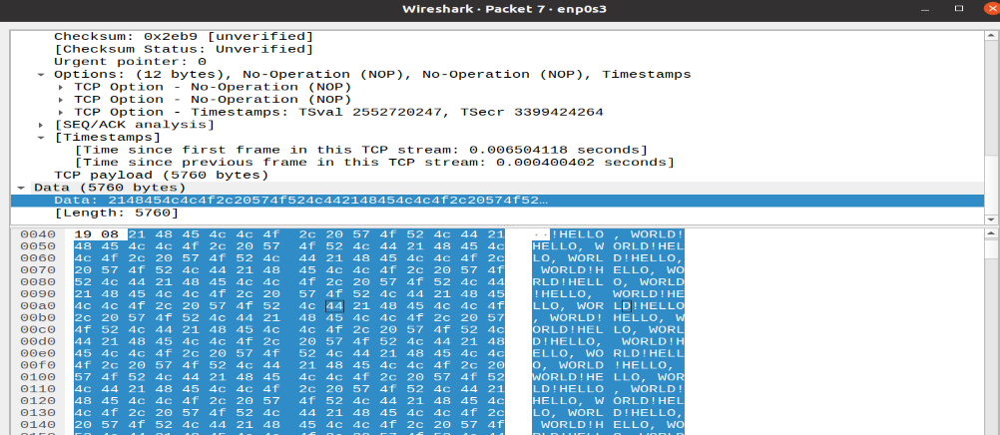 Wireshark · Packet 7 · enp0s3
Checksum: 0x2eb9 [unverified]
[Checksum Status: Unverified]
Urgent pointer: 0
Options: (12 bytes), No-Operation (NOP), No-Operation (NOP), Timestamps
TCP Option - No-Operation (NOP)
TCP Option - No-Operation (NOP)
TCP Option - Timestamps: TSval 2552720247, TSecr 3399424264
[SEQ/ACK analysis]
[Timestamps]
[Time since first frame in this TCP stream: 0.006504118 seconds]
[Time since previous frame in this TCP stream: 0.000400402 seconds]
TCP payload (5760 bytes)
Data (5760 bytes)
Data: 2148454c4c4f2c20574f524c442148454c4c4f2c20574f52…
[Length: 5760]
0040 19 08 21 48 45 4c 4c 4f 2c 20 57 4f 52 4c 44 21 ··!HELLO , WORLD!
0050 48 45 4c 4c 4f 2c 20 57 4f 52 4c 44 21 48 45 4c HELLO, W ORLD!HEL
0060 4c 4f 2c 20 57 4f 52 4c 44 21 48 45 4c 4c 4f 2c LO, WORL D!HELLO,
0070 20 57 4f 52 4c 44 21 48 45 4c 4c 4f 2c 20 57 4f WORLD!H ELLO, WO
0080 52 4c 44 21 48 45 4c 4c 4f 2c 20 57 4f 52 4c 44 RLD!HELL O, WORLD
0090 21 48 45 4c 4c 4f 2c 20 57 4f 52 4c 44 21 48 45 !HELLO, WORLD!HE
00a0 4c 4c 4f 2c 20 57 4f 52 4c 44 21 48 45 4c 4c 4f LLO, WOR LD!HELLO
00b0 2c 20 57 4f 52 4c 44 21 48 45 4c 4c 4f 2c 20 57 , WORLD! HELLO, W
00c0 4f 52 4c 44 21 48 45 4c 4c 4f 2c 20 57 4f 52 4c ORLD!HEL LO, WORL
00d0 44 21 48 45 4c 4c 4f 2c 20 57 4f 52 4c 44 21 48 D!HELLO, WORLD!H
00e0 45 4c 4c 4f 2c 20 57 4f 52 4c 44 21 48 45 4c 4c ELLO, WO RLD!HELL
00f0 4f 2c 20 57 4f 52 4c 44 21 48 45 4c 4c 4f 2c 20 O, WORLD !HELLO,
0100 57 4f 52 4c 44 21 48 45 4c 4c 4f 2c 20 57 4f 52 WORLD!HE LLO, WOR
0110 4c 44 21 48 45 4c 4c 4f 2c 20 57 4f 52 4c 44 21 LD!HELLO , WORLD!
0120 48 45 4c 4c 4f 2c 20 57 4f 52 4c 44 21 48 45 4c HELLO, W ORLD!HEL
0130 4c 4f 2c 20 57 4f 52 4c 44 21 48 45 4c 4c 4f 2c LO, WORL D!HELLO,
0140 20 57 4f 52 4c 44 21 48 45 4c 4c 4f 2c 20 57 4f WORLD!H ELLO, WO